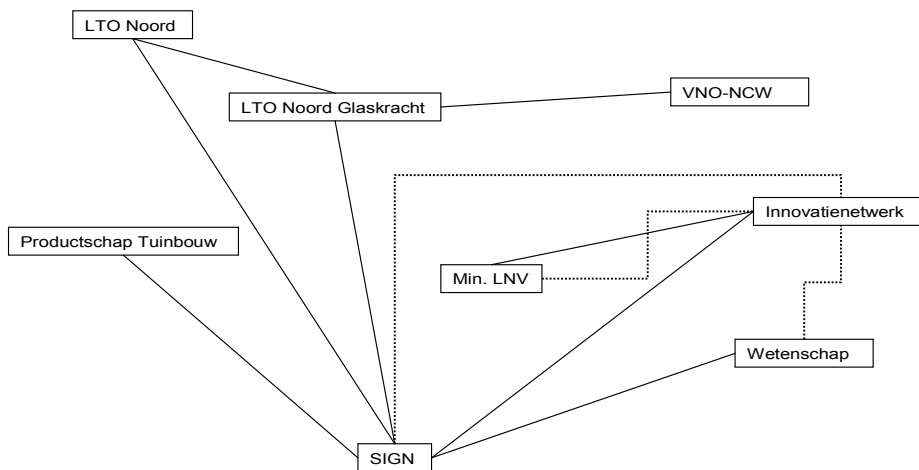 LTO Noord
VNO-NCW
LTO Noord Glaskracht
Innovatienetwerk
Productschap Tuinbouw
Min. LNV
Wetenschap
SIGN